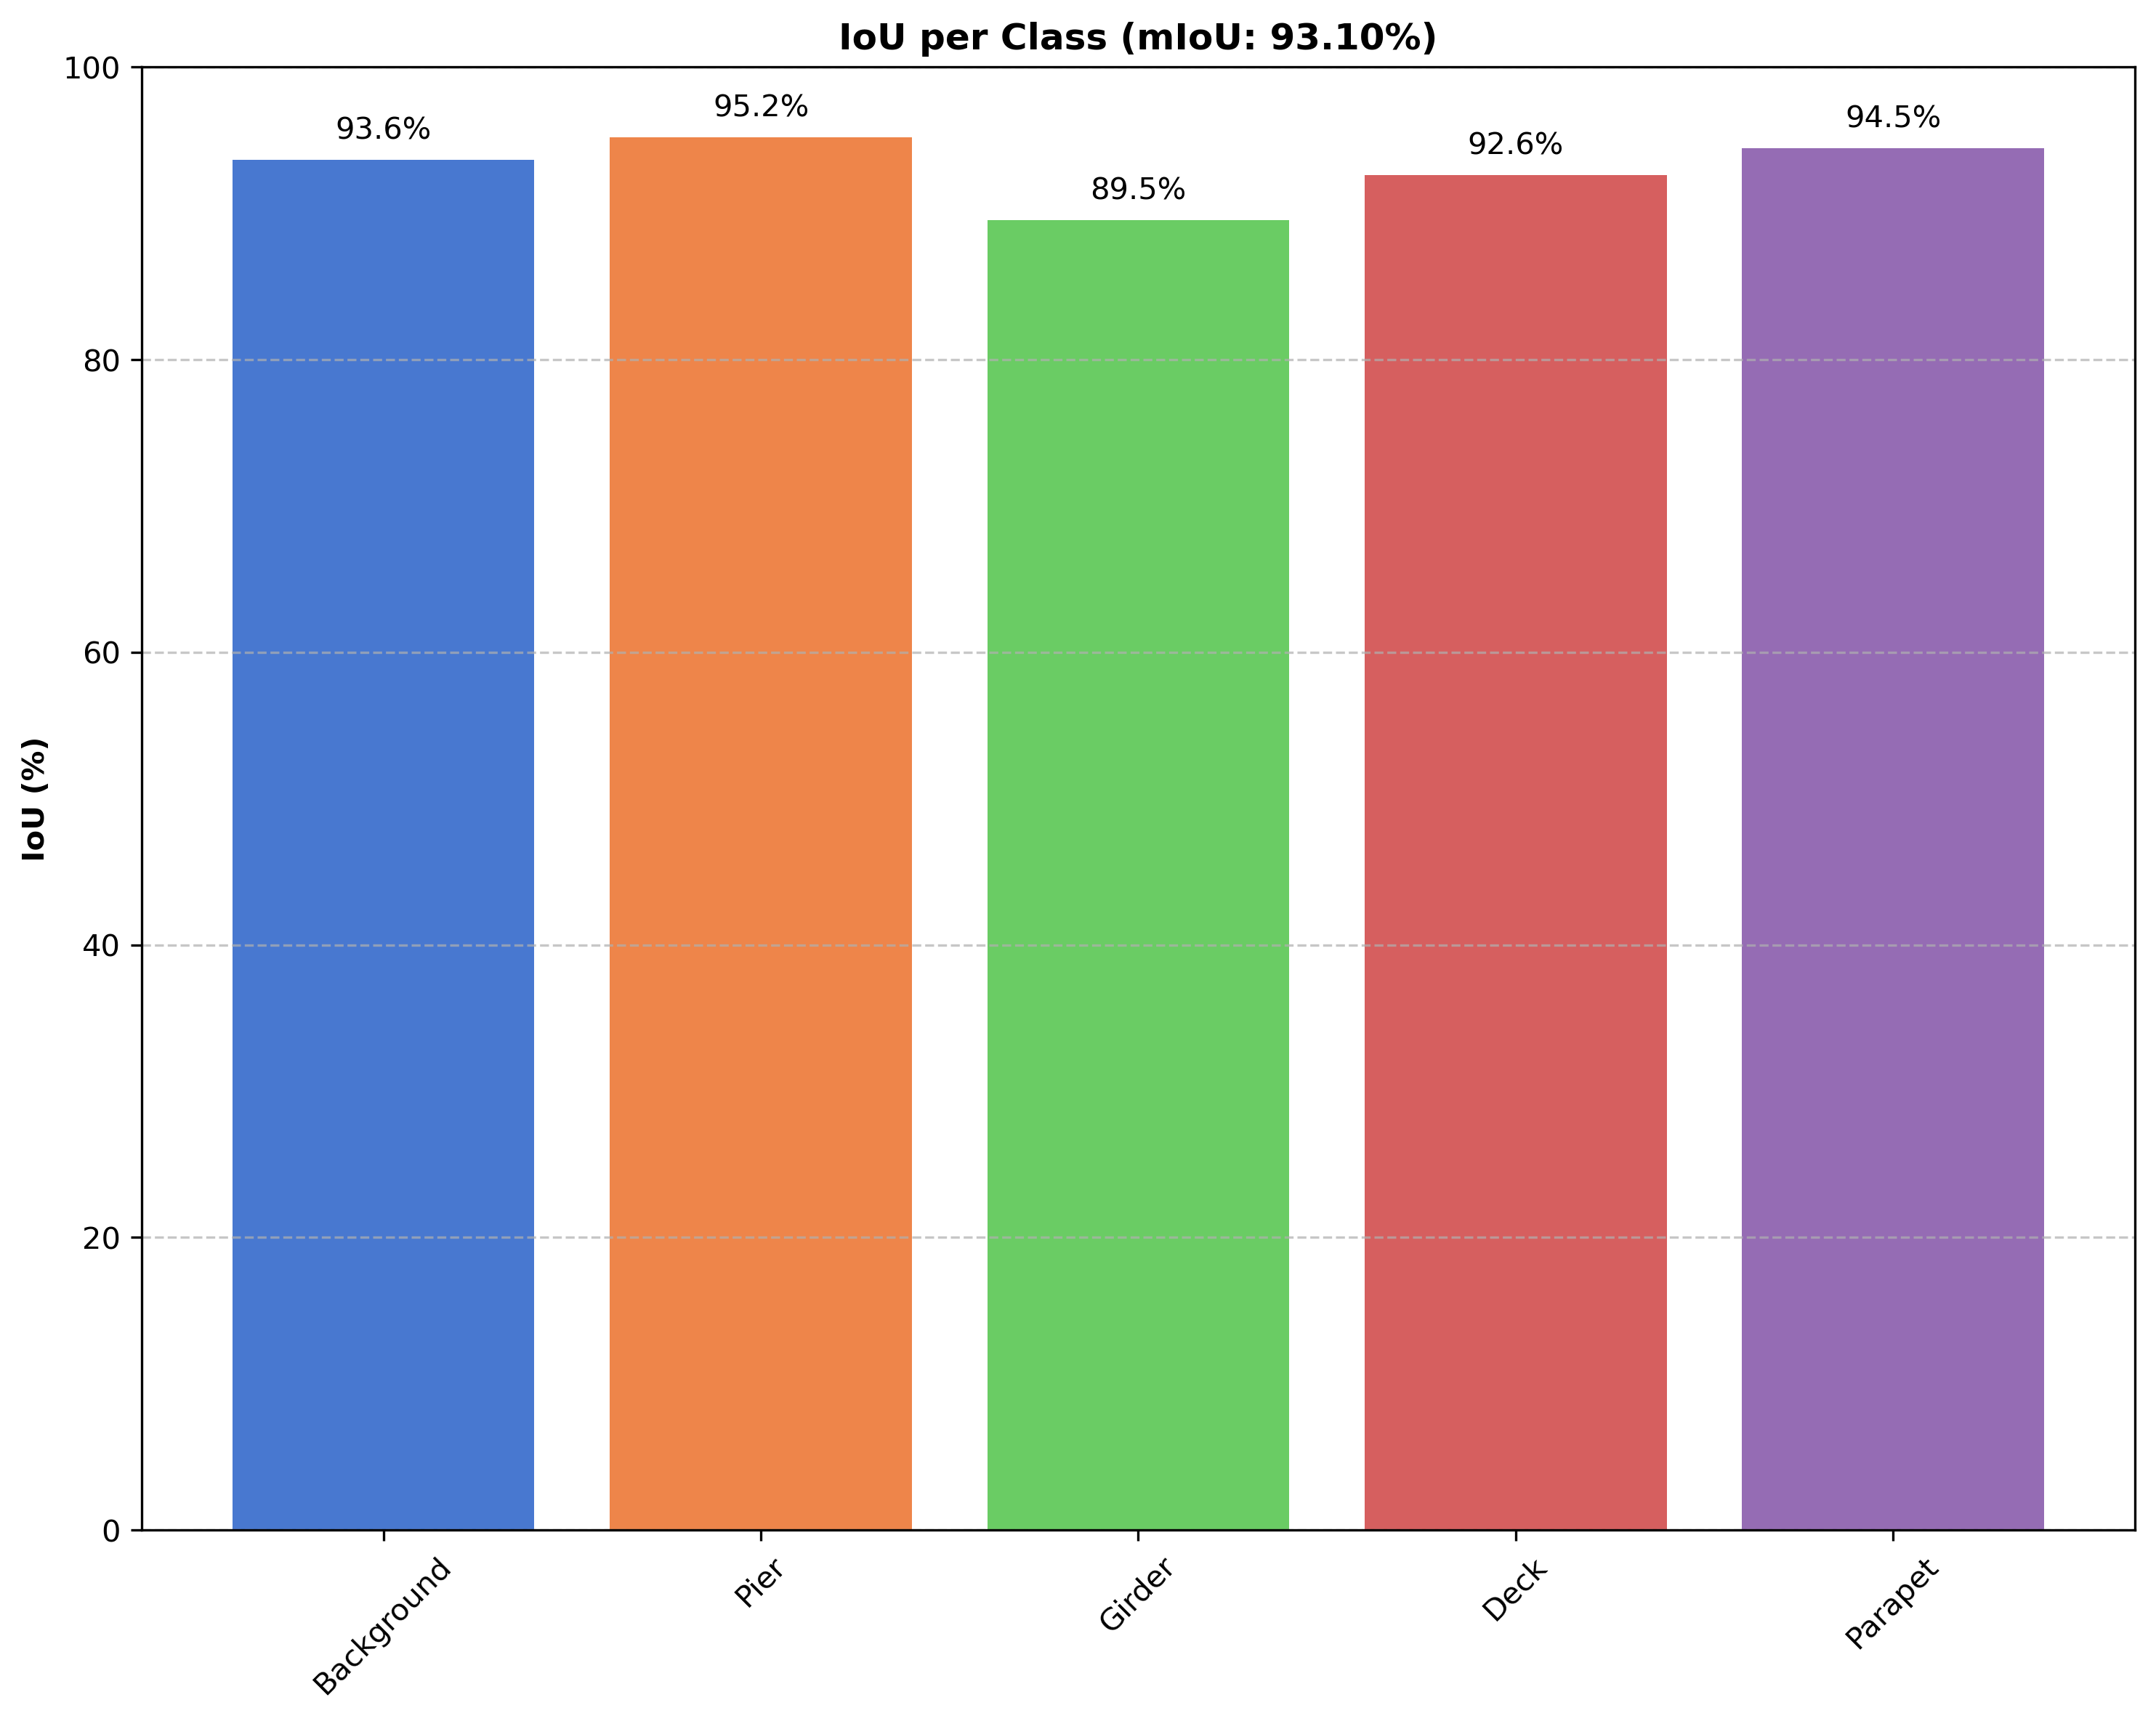 IoU per Class (mIoU: 93.10%)
IoU (%)
100
80
60
40
20
0
93.6%
95.2%
89.5%
92.6%
94.5%
Background
Pier
Girder
Deck
Parapet